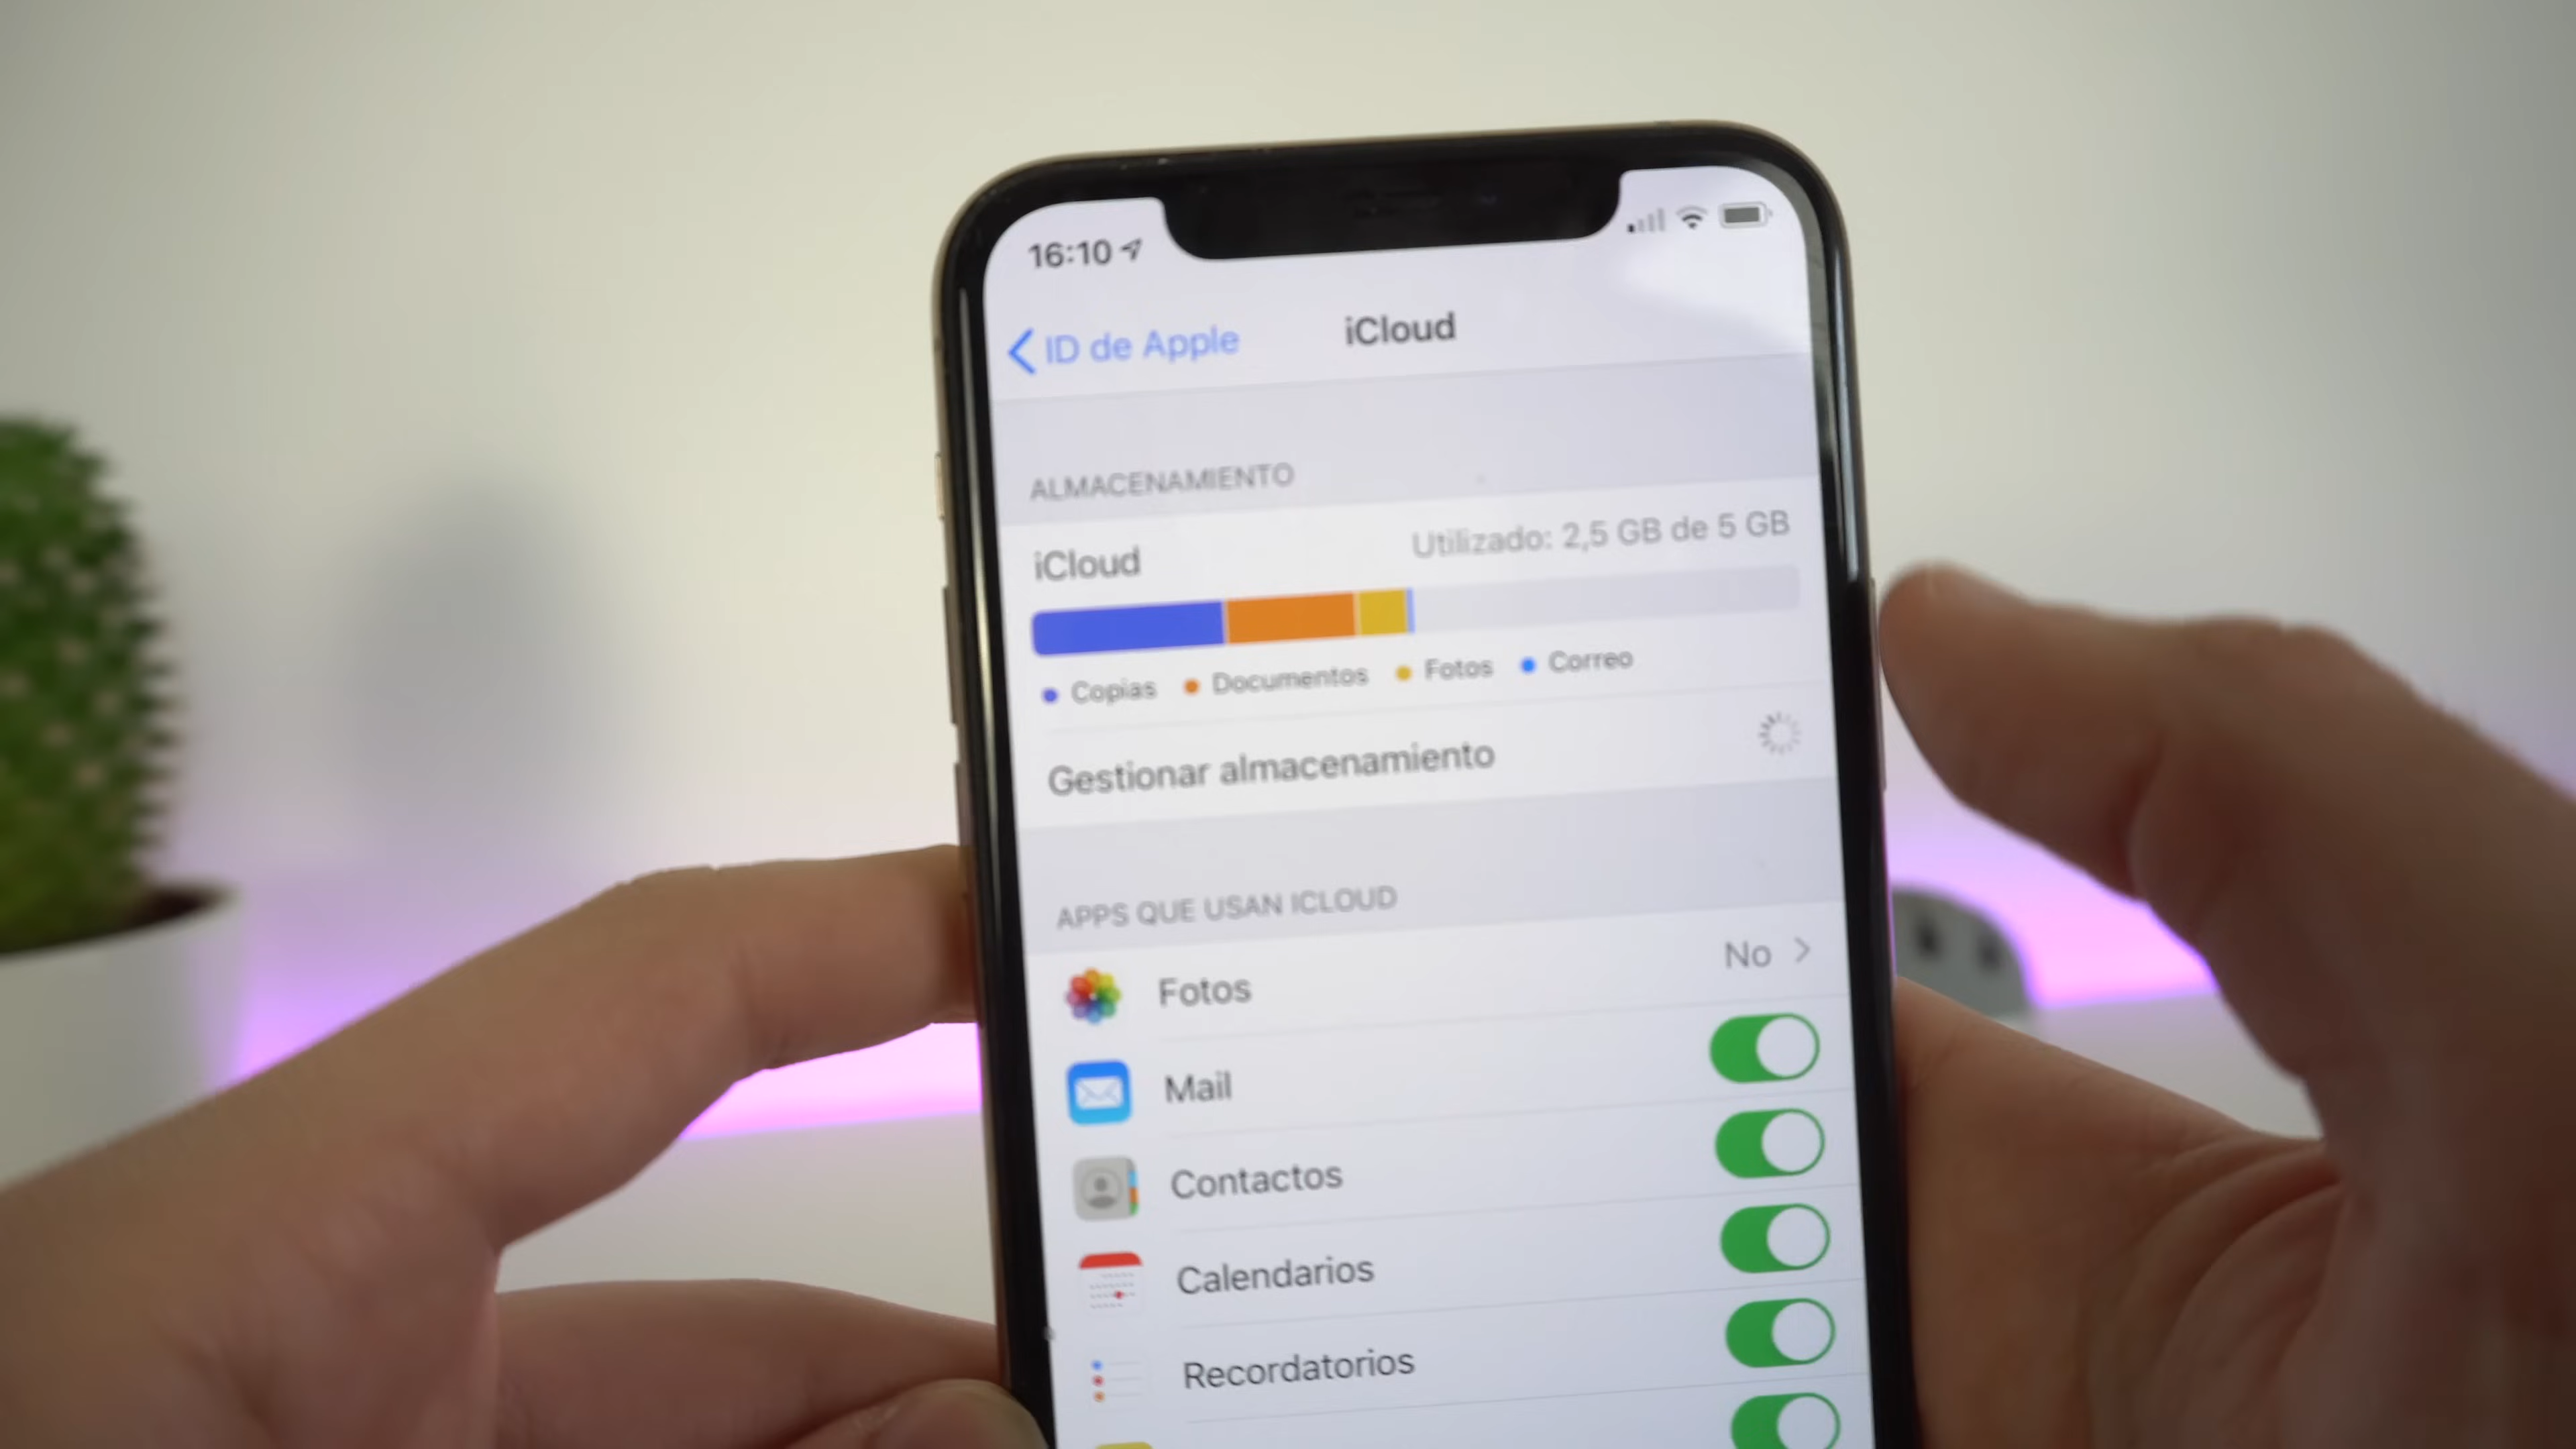 16:10
ID de Apple
iCloud
ALMACENAMIENTO
iCloud
Utilizado: 2,5 GB de 5 GB
Copias
Documentos
Fotos
Correo
Gestionar almacenamiento
APPS QUE USAN ICLOUD
Fotos
No
Mail
Contactos
Calendarios
Recordatorios